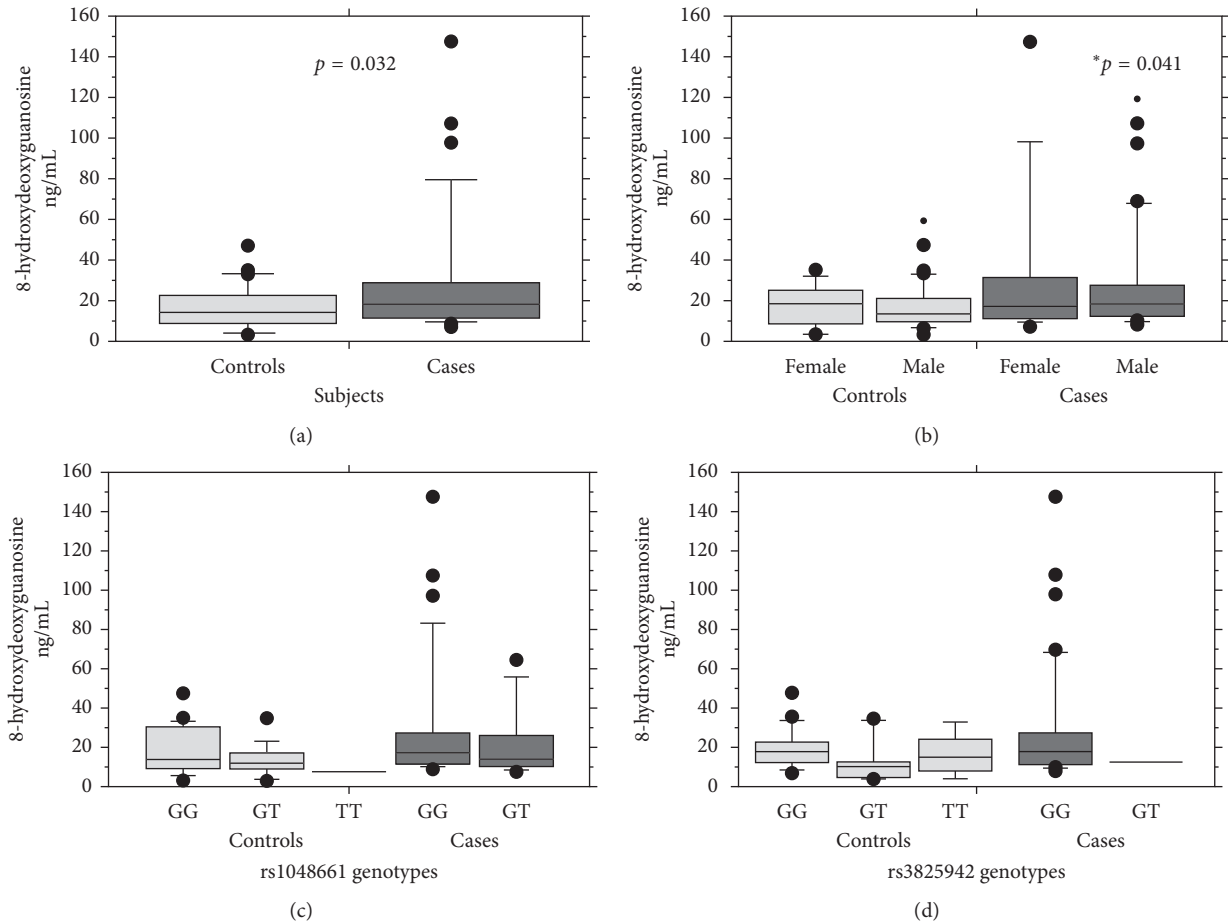 160
140
120
100
80
60
40
20
0
8-hydroxydeoxyguanosine
ng/mL
p = 0.032
Controls
Cases
Subjects
(a)
160
140
120
100
80
60
40
20
0
8-hydroxydeoxyguanosine
ng/mL
*p = 0.041
Female Male Female Male
Controls Cases
(b)
160
140
120
100
80
60
40
20
0
8-hydroxydeoxyguanosine
ng/mL
GG GT TT GG GT
Controls Cases
rs1048661 genotypes
(c)
160
140
120
100
80
60
40
20
0
8-hydroxydeoxyguanosine
ng/mL
GG GT TT GG GT
Controls Cases
rs3825942 genotypes
(d)